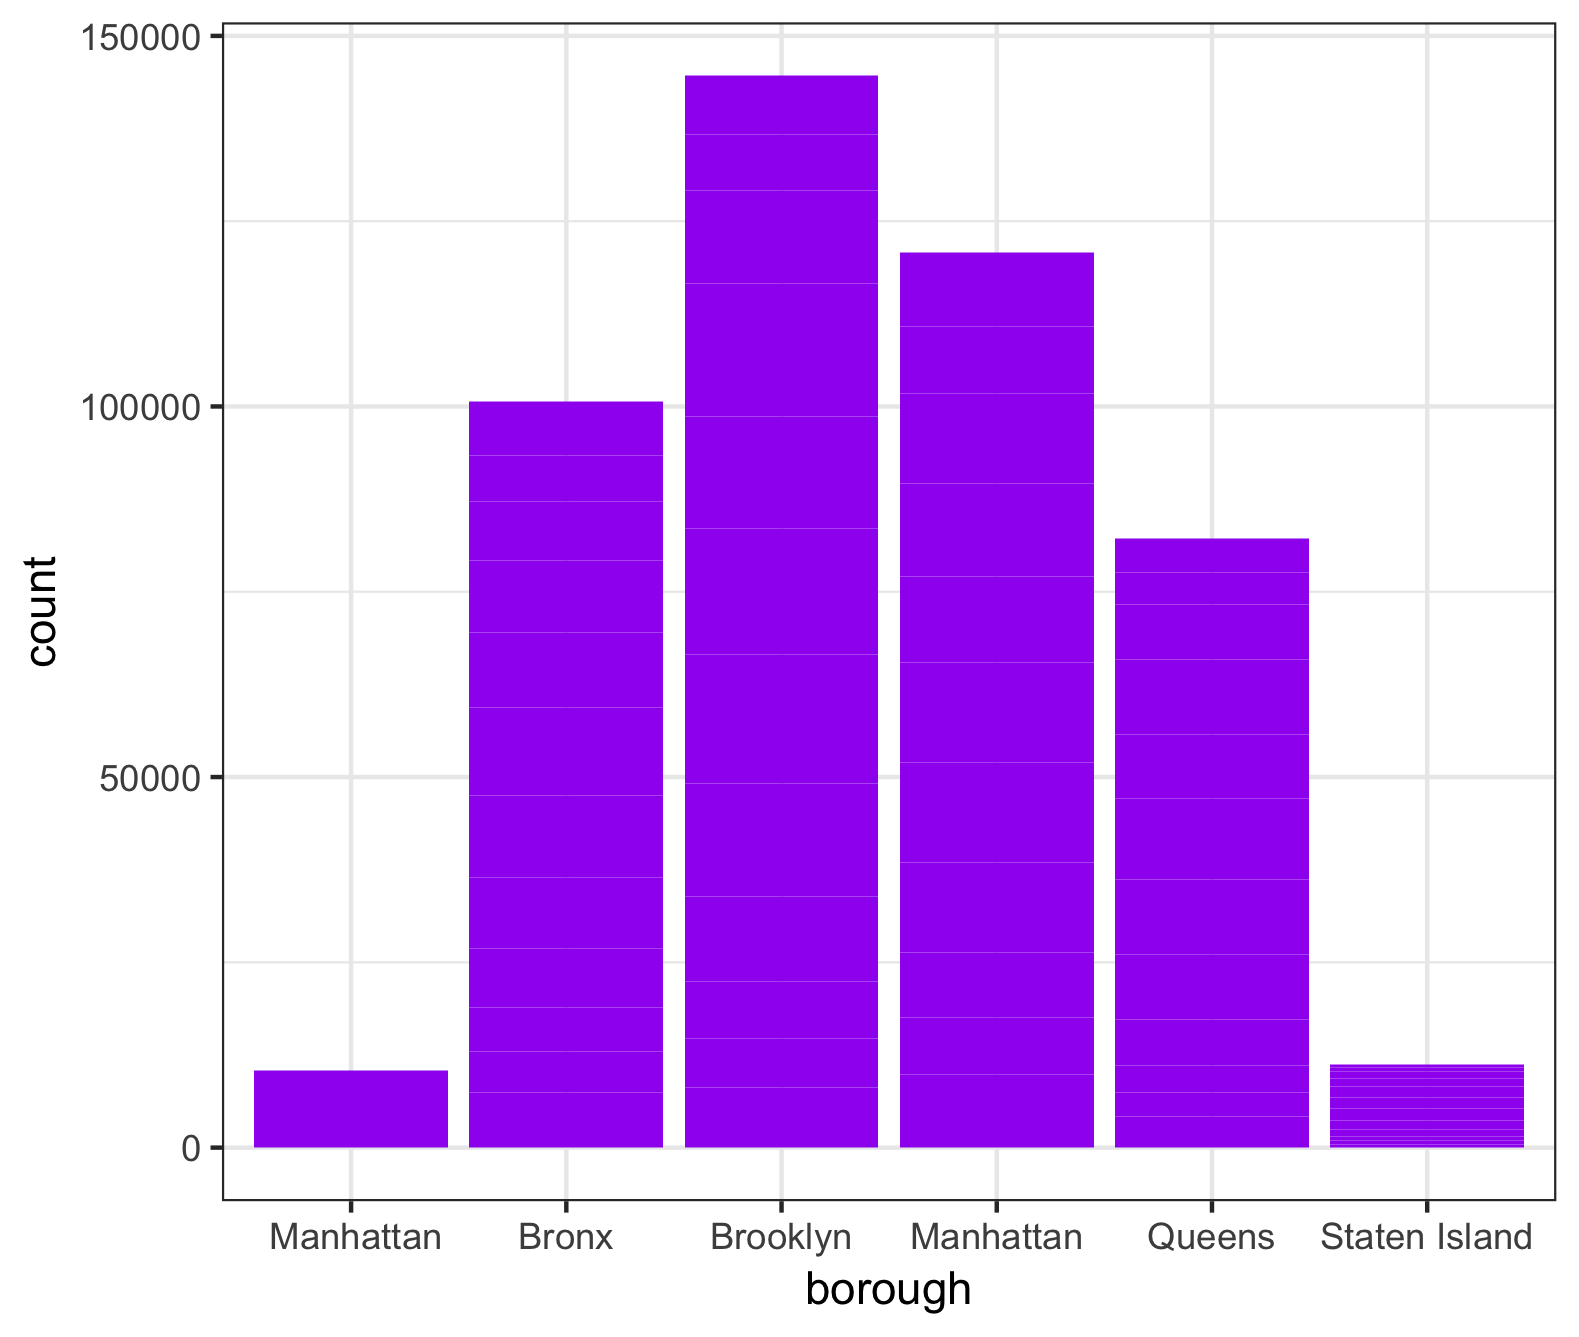 150000
100000
50000
0
count
Manhattan Bronx Brooklyn Manhattan Queens Staten Island
borough